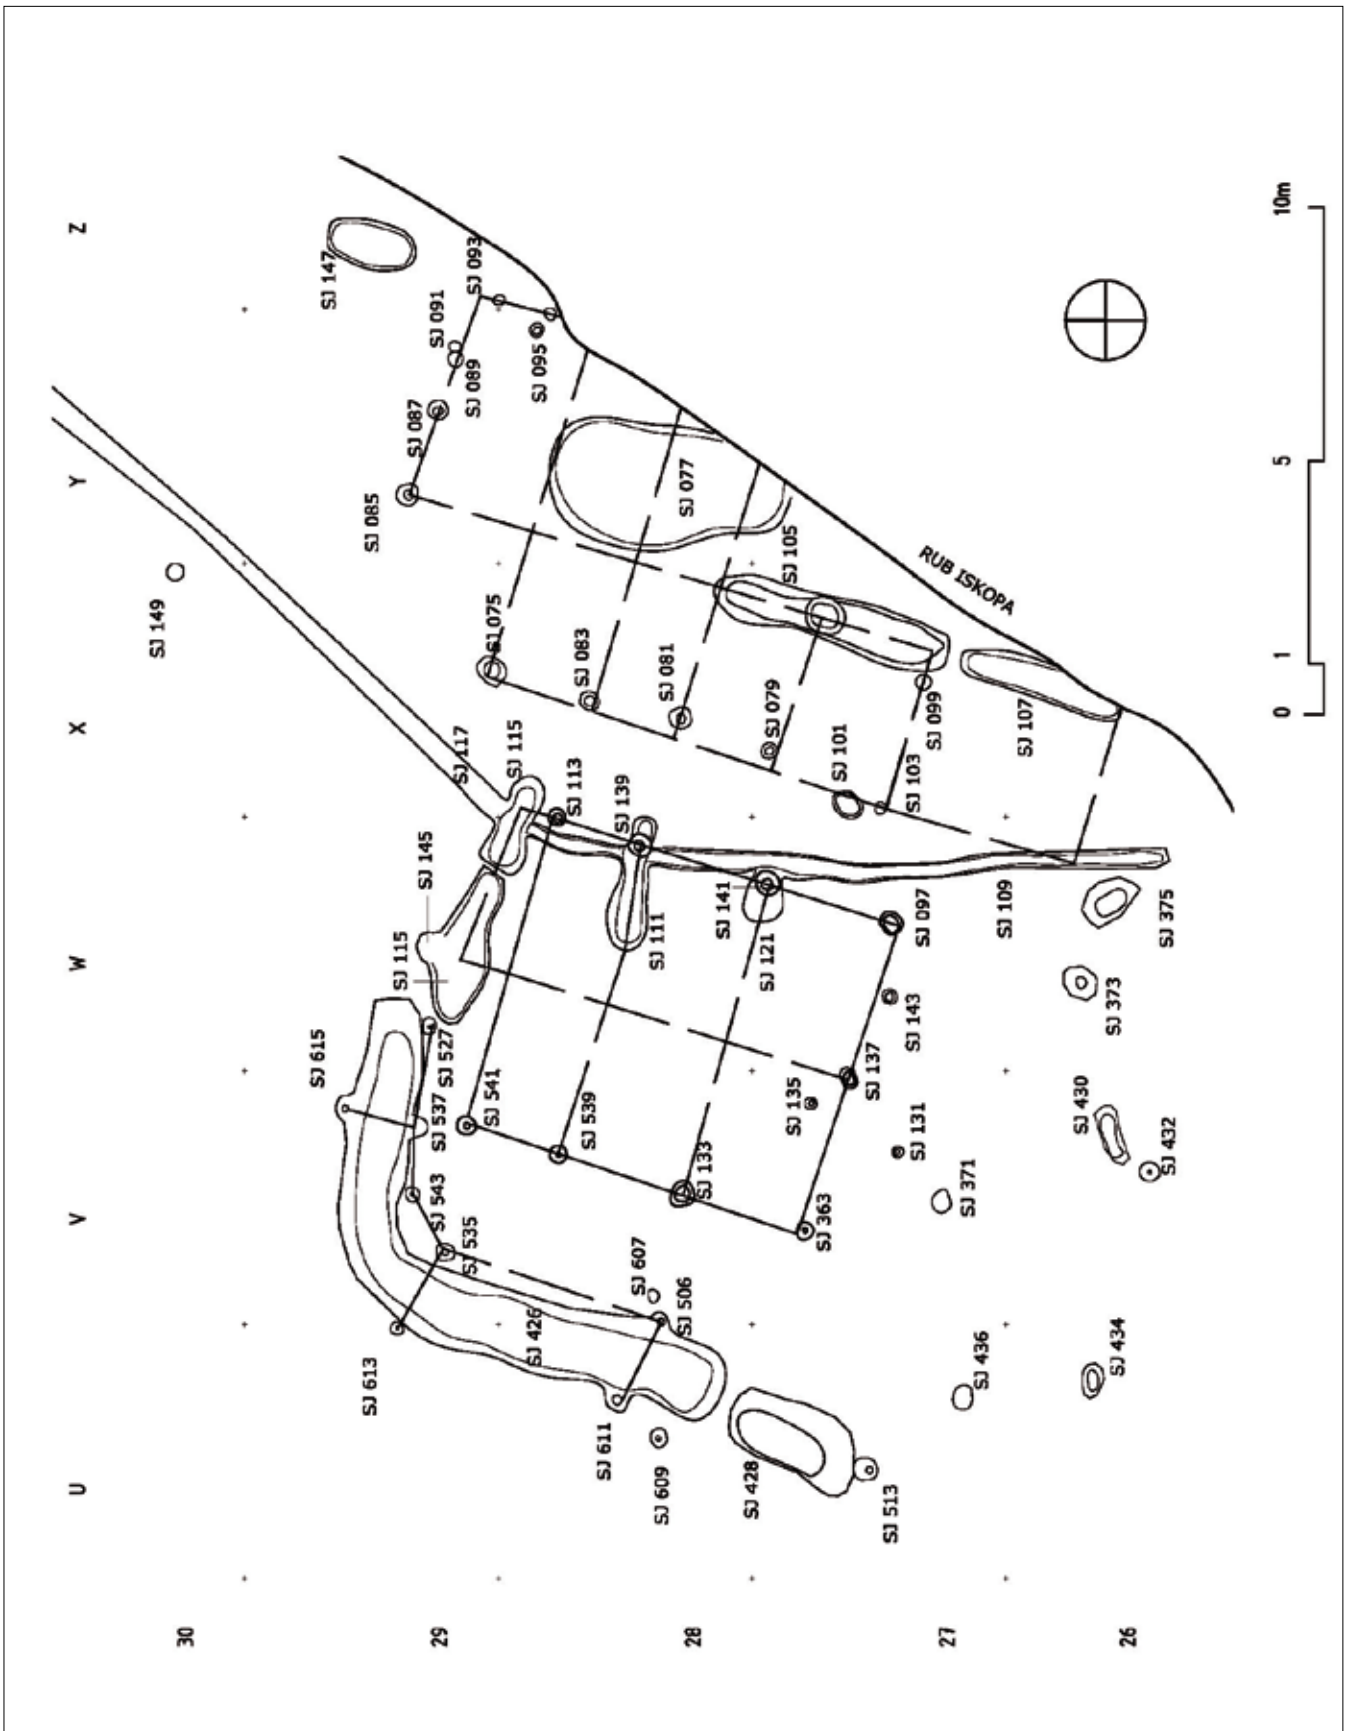 Z
Y
X
W
V
U
30
29
28
27
26
SJ 147
SJ 093
SJ 091
SJ 089
SJ 095
SJ 087
SJ 085
SJ 077
SJ 149
SJ 105
RUB ISKOPA
SJ 075
SJ 083
SJ 081
SJ 079
SJ 099
SJ 107
SJ 101
SJ 103
SJ 117
SJ 115
SJ 113
SJ 139
SJ 145
SJ 115
SJ 111
SJ 141
SJ 121
SJ 097
SJ 109
SJ 375
SJ 373
SJ 143
SJ 137
SJ 135
SJ 131
SJ 615
SJ 527
SJ 537
SJ 541
SJ 539
SJ 543
SJ 535
SJ 133
SJ 363
SJ 371
SJ 430
SJ 432
SJ 607
SJ 506
SJ 426
SJ 613
SJ 611
SJ 609
SJ 428
SJ 513
SJ 436
SJ 434
0
1
5
10m